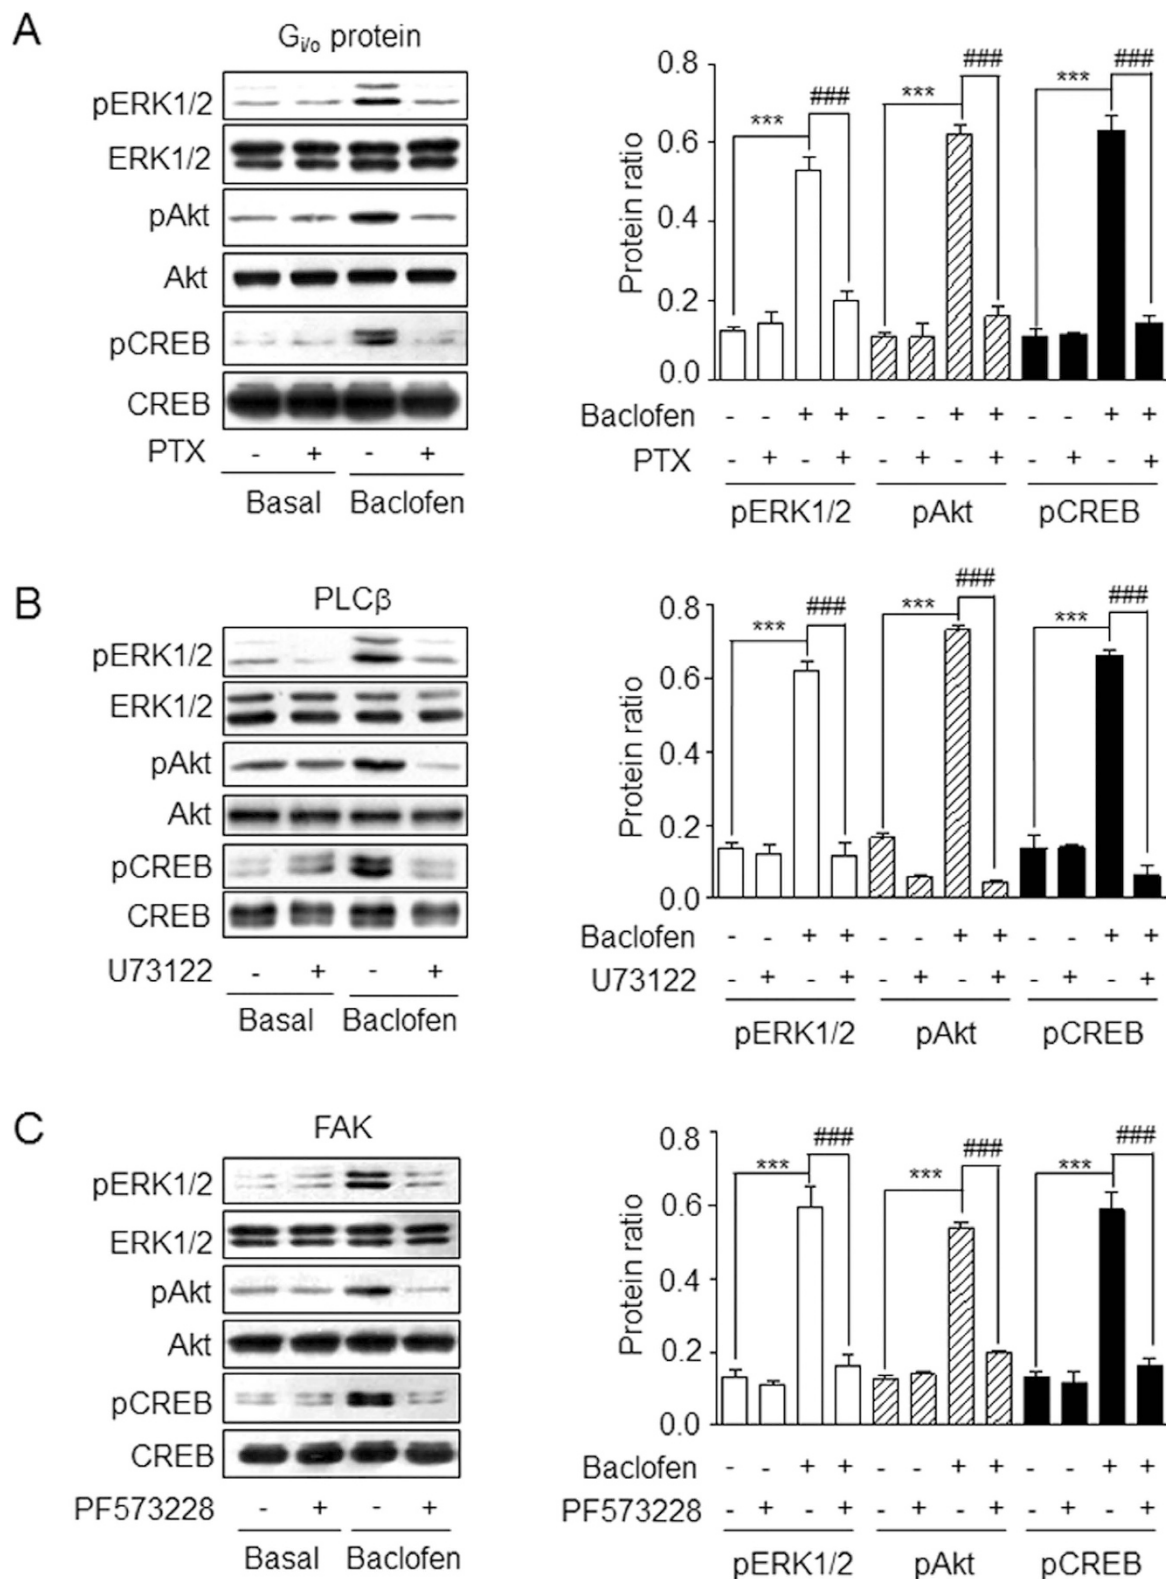 A
G_i/o protein
pERK1/2
ERK1/2
pAkt
Akt
pCREB
CREB
PTX - + - +
Basal Baclofen
0.8
0.6
0.4
0.2
0.0
Protein ratio
*** ### *** ### *** ###
Baclofen - - + + - - + + - - + +
PTX - + - + - + - + - + - +
pERK1/2 pAkt pCREB
B
PLCβ
pERK1/2
ERK1/2
pAkt
Akt
pCREB
CREB
U73122 - + - +
Basal Baclofen
0.8
0.6
0.4
0.2
0.0
Protein ratio
*** ### *** ### *** ###
Baclofen - - + + - - + + - - + +
U73122 - + - + - + - + - + - +
pERK1/2 pAkt pCREB
C
FAK
pERK1/2
ERK1/2
pAkt
Akt
pCREB
CREB
PF573228 - + - +
Basal Baclofen
0.8
0.6
0.4
0.2
0.0
Protein ratio
*** ### *** ### *** ###
Baclofen - - + + - - + + - - + +
PF573228 - + - + - + - + - + - +
pERK1/2 pAkt pCREB